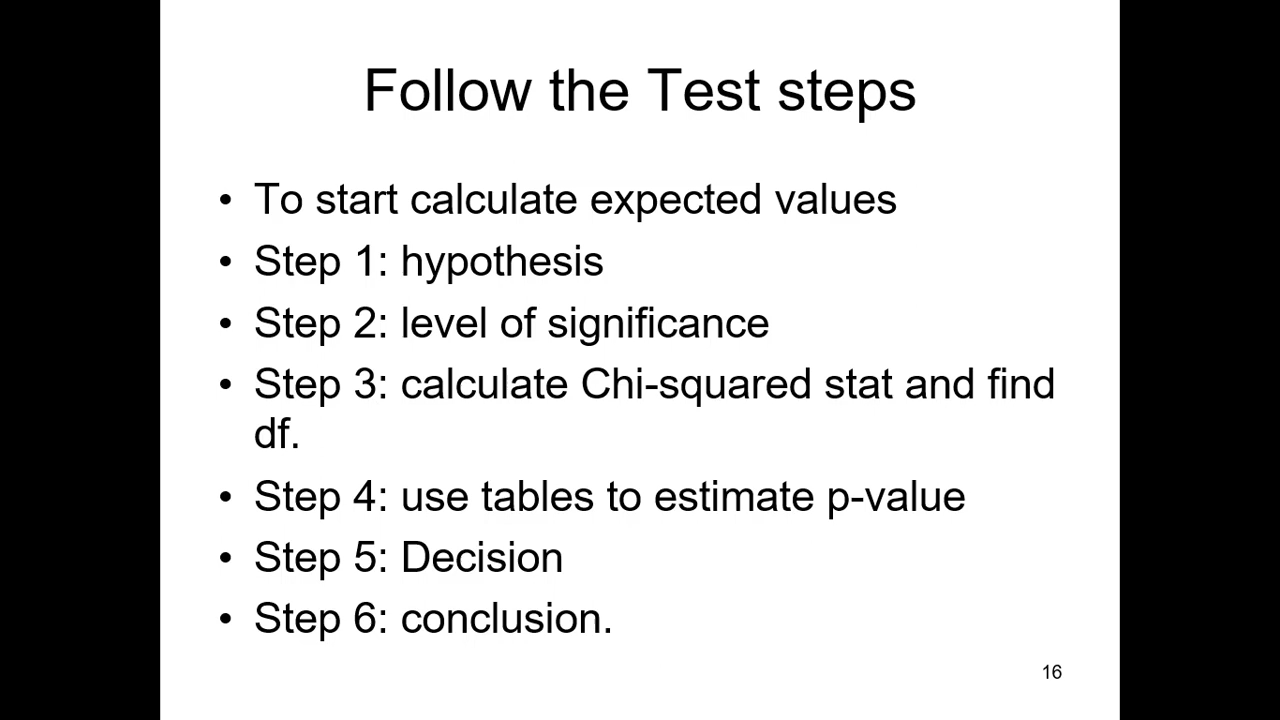 Follow the Test steps
• To start calculate expected values
• Step 1: hypothesis
• Step 2: level of significance
• Step 3: calculate Chi-squared stat and find
df.
• Step 4: use tables to estimate p-value
• Step 5: Decision
• Step 6: conclusion.
16